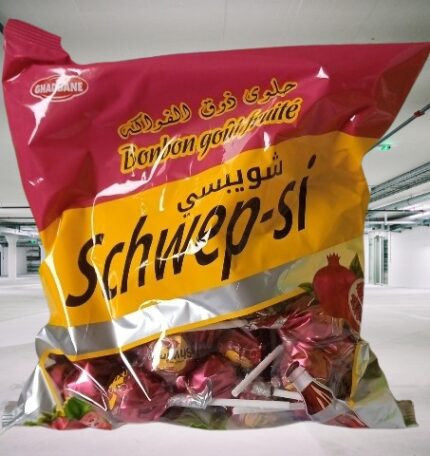 GHADBANE
حلوى ذوق الفواكه
Bonbon goût fruité
شويبسي
Schwep-si